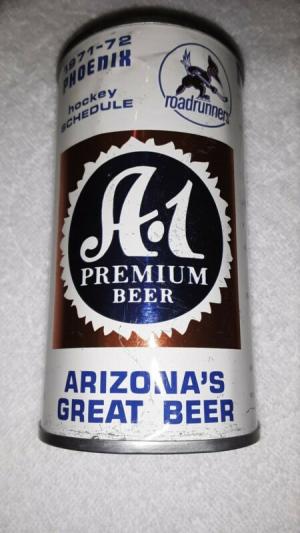 1971-72
PHOENIX
hockey
SCHEDULE
roadrunners
A·1
PREMIUM
BEER
ARIZONA'S
GREAT BEER